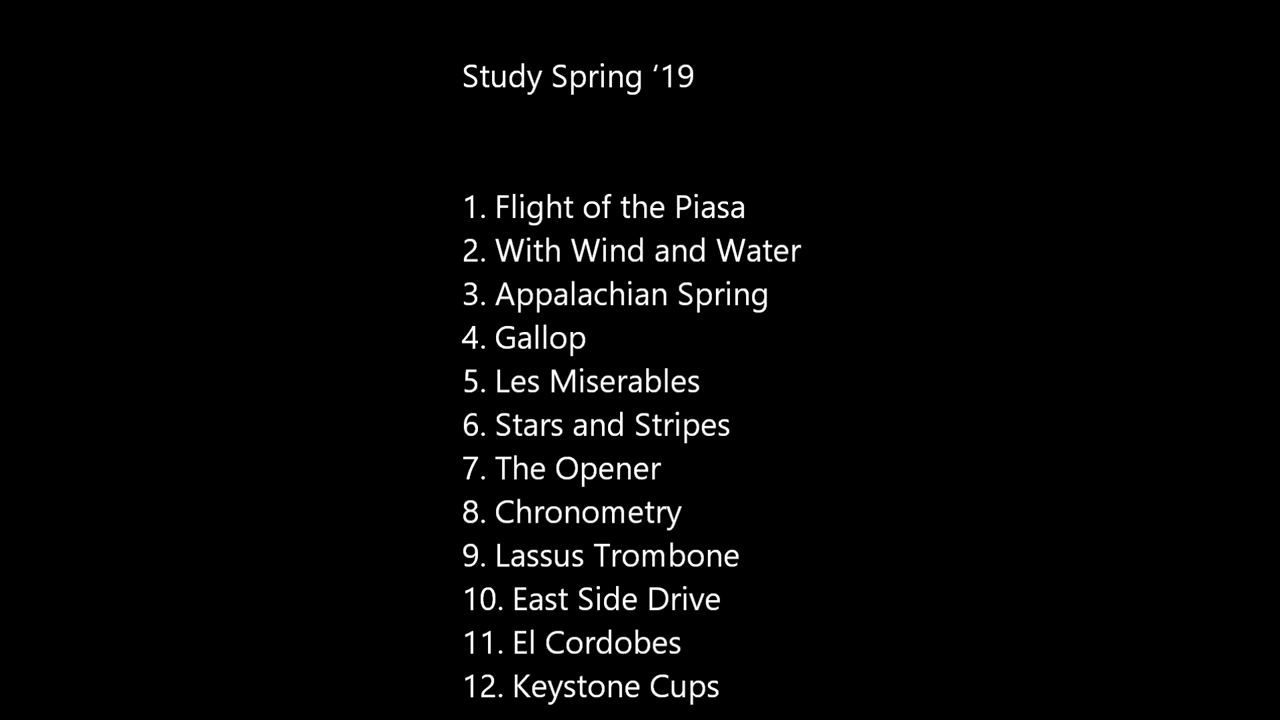 Study Spring ‘19
1. Flight of the Piasa
2. With Wind and Water
3. Appalachian Spring
4. Gallop
5. Les Miserables
6. Stars and Stripes
7. The Opener
8. Chronometry
9. Lassus Trombone
10. East Side Drive
11. El Cordobes
12. Keystone Cups